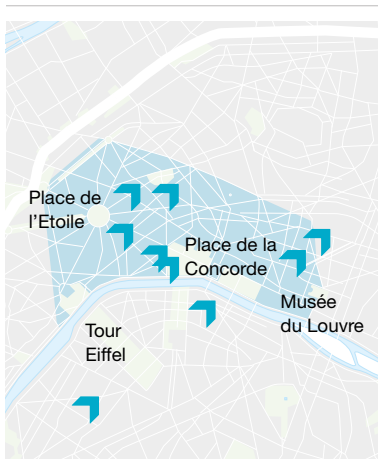 Place de
l’Etoile
Place de la
Concorde
Musée
du Louvre
Tour
Eiffel